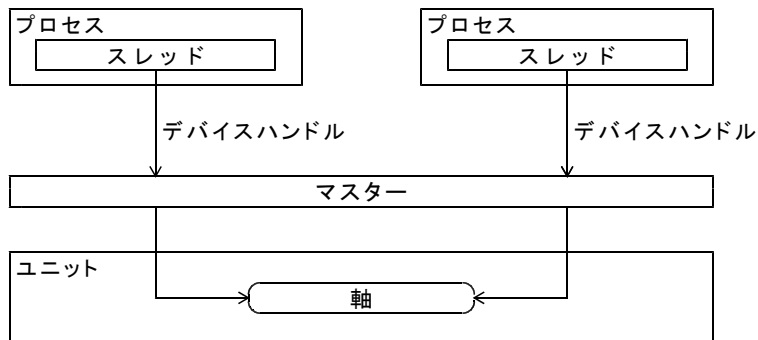 プロセス
プロセス
スレッド
スレッド
デバイスハンドル
デバイスハンドル
マスター
ユニット
軸